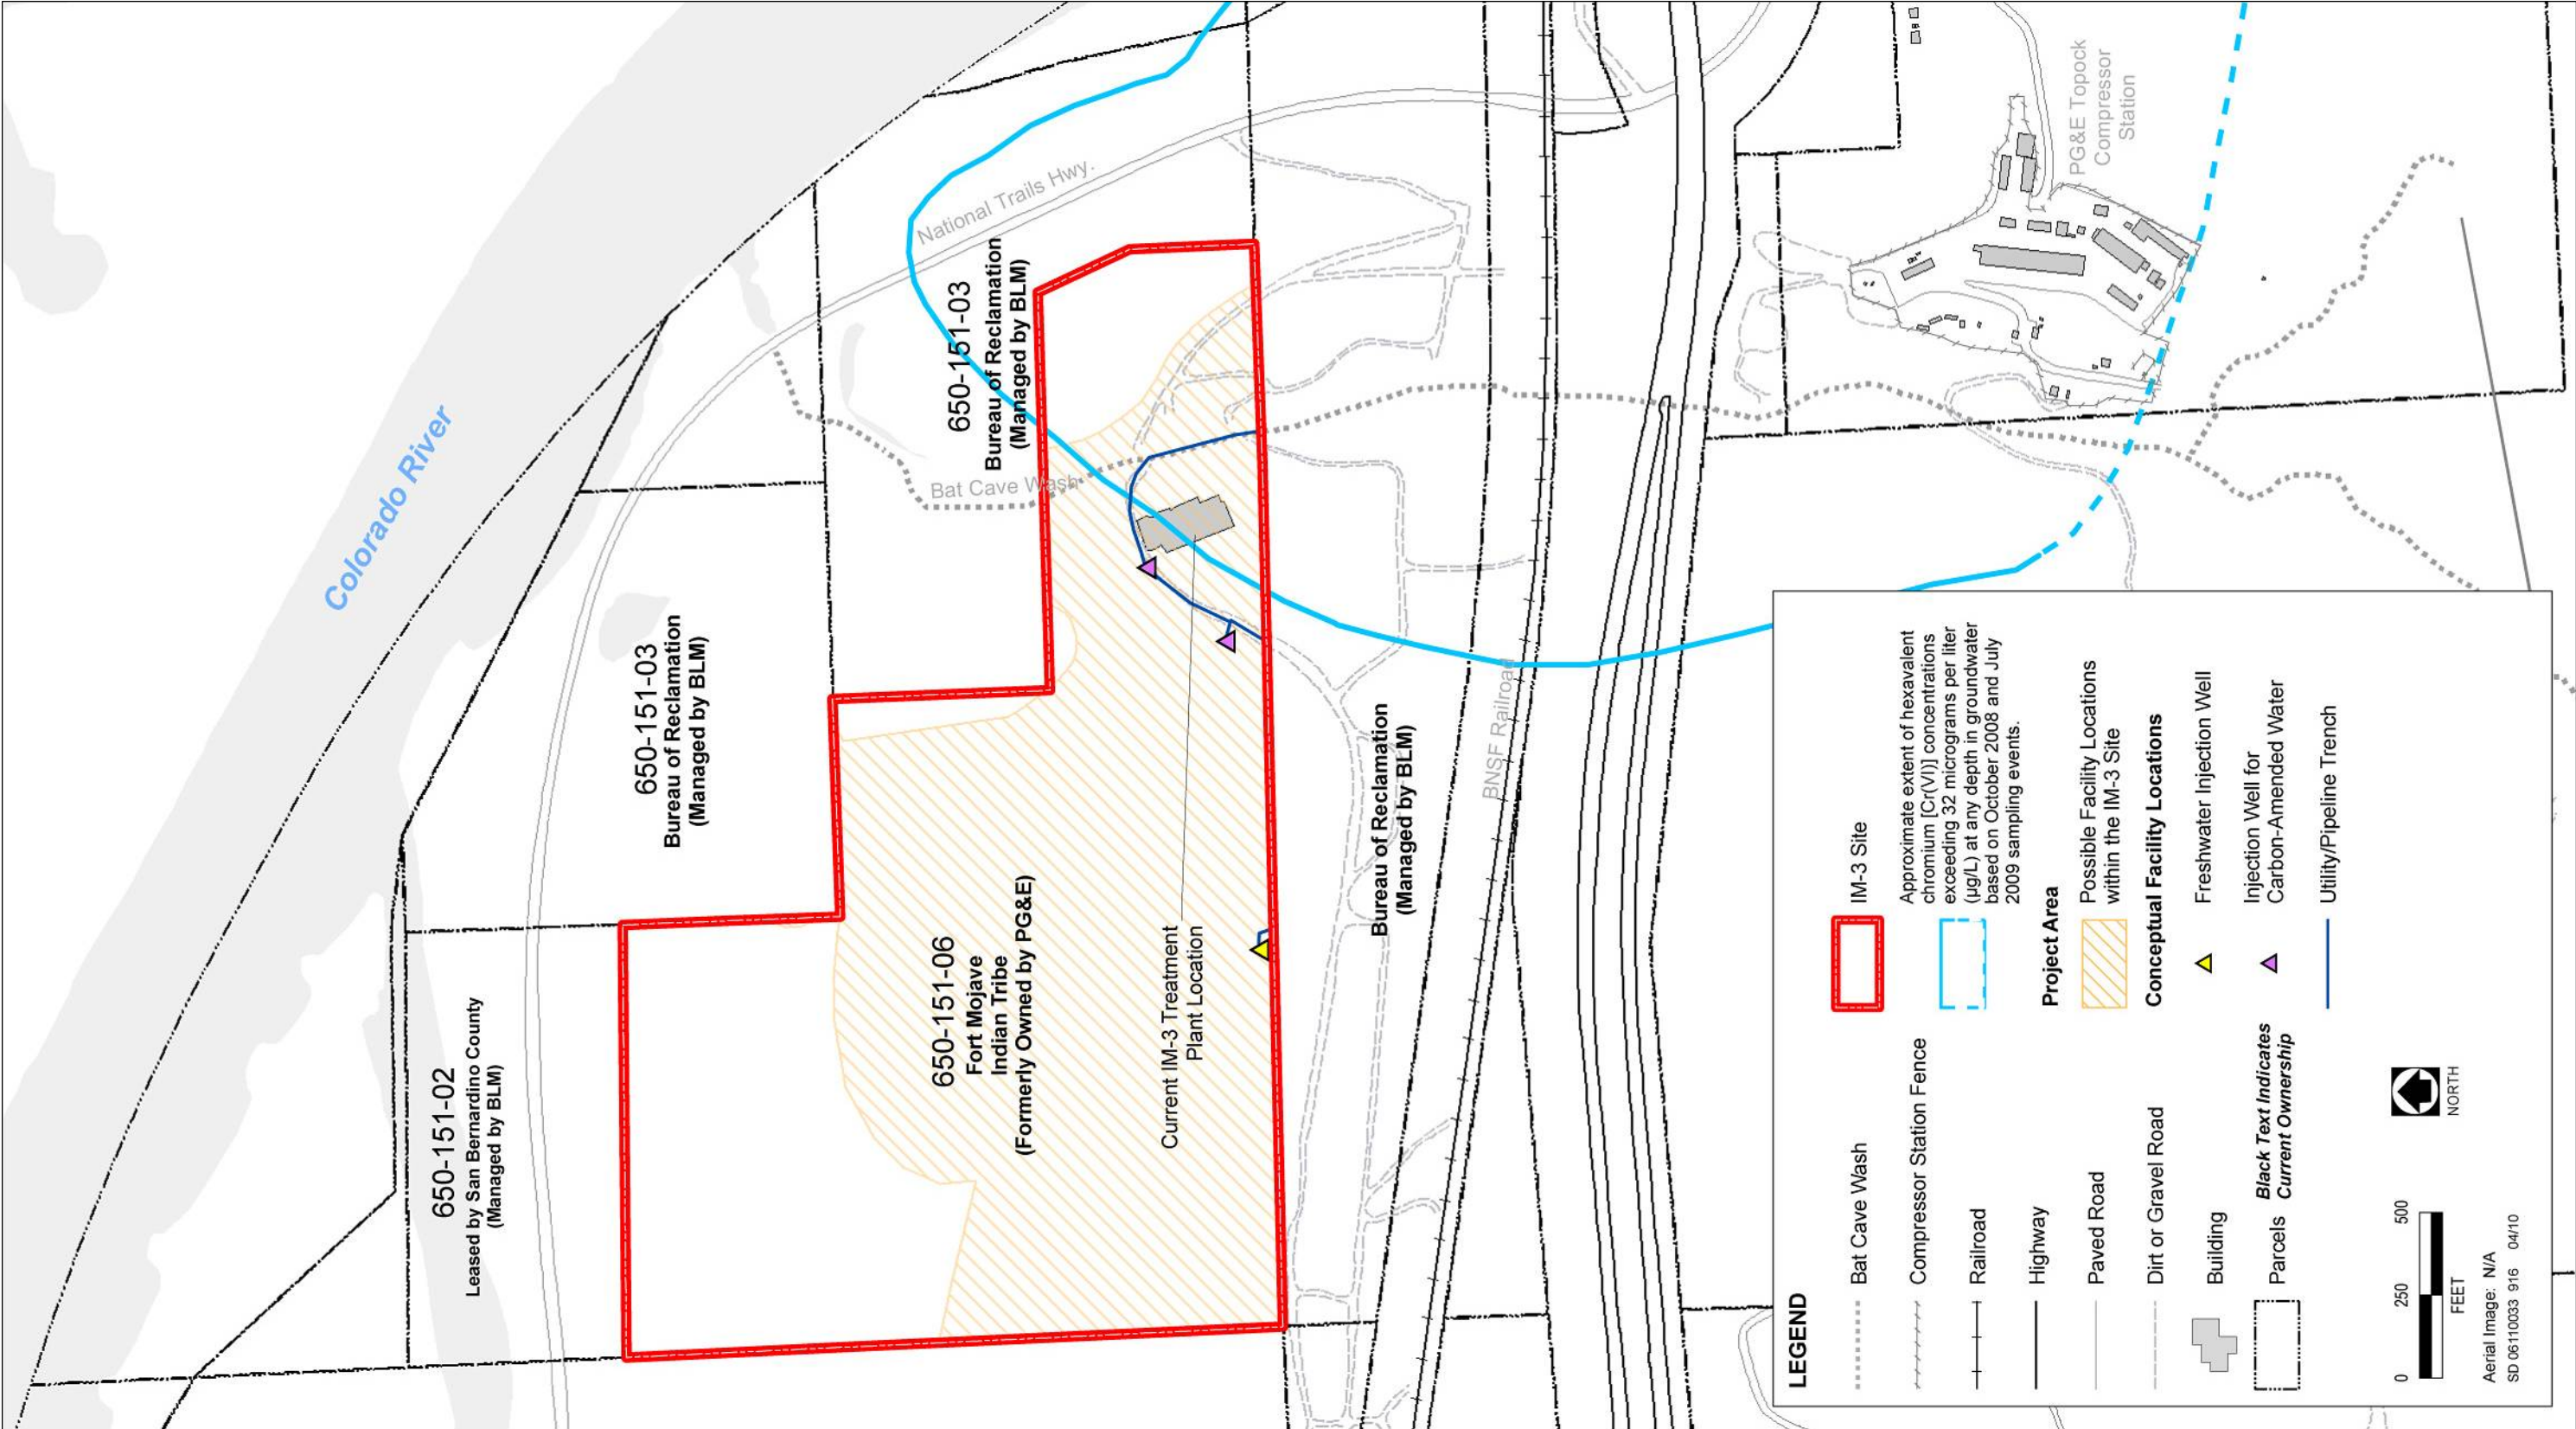 Colorado River
650-151-02
Leased by San Bernardino County
(Managed by BLM)
650-151-03
Bureau of Reclamation
(Managed by BLM)
National Trails Hwy.
650-151-03
Bureau of Reclamation
(Managed by BLM)
Bat Cave Wash
650-151-06
Fort Mojave
Indian Tribe
(Formerly Owned by PG&E)
Current IM-3 Treatment
Plant Location
Bureau of Reclamation
(Managed by BLM)
BNSF Railroad
PG&E Topock
Compressor
Station
LEGEND
Bat Cave Wash
Compressor Station Fence
Railroad
Highway
Paved Road
Dirt or Gravel Road
Building
Parcels
Black Text Indicates
Current Ownership
IM-3 Site
Approximate extent of hexavalent
chromium [Cr(VI)] concentrations
exceeding 32 micrograms per liter
(µg/L) at any depth in groundwater
based on October 2008 and July
2009 sampling events.
Project Area
Possible Facility Locations
within the IM-3 Site
Conceptual Facility Locations
Freshwater Injection Well
Injection Well for
Carbon-Amended Water
Utility/Pipeline Trench
0 250 500
FEET
NORTH
Aerial Image: N/A
SD 06110033 916 04/10